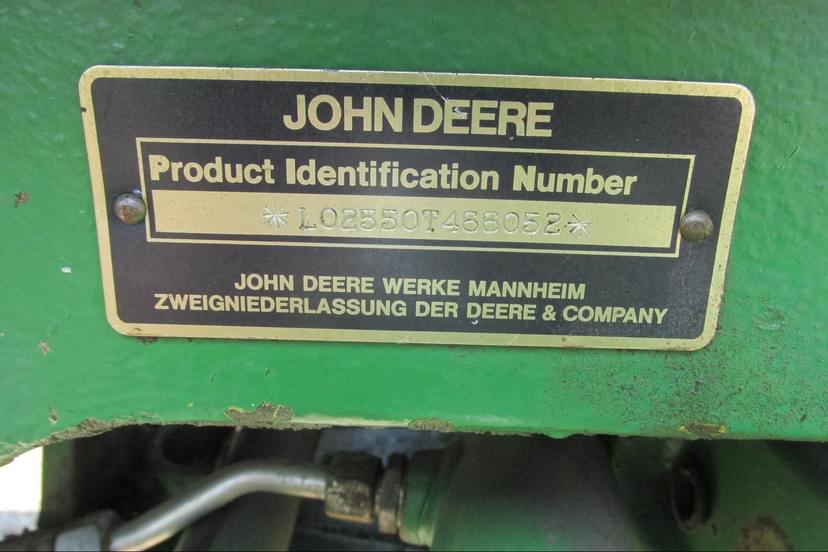 JOHN DEERE
Product Identification Number
*L02550T466052*
JOHN DEERE WERKE MANNHEIM
ZWEIGNIEDERLASSUNG DER DEERE & COMPANY